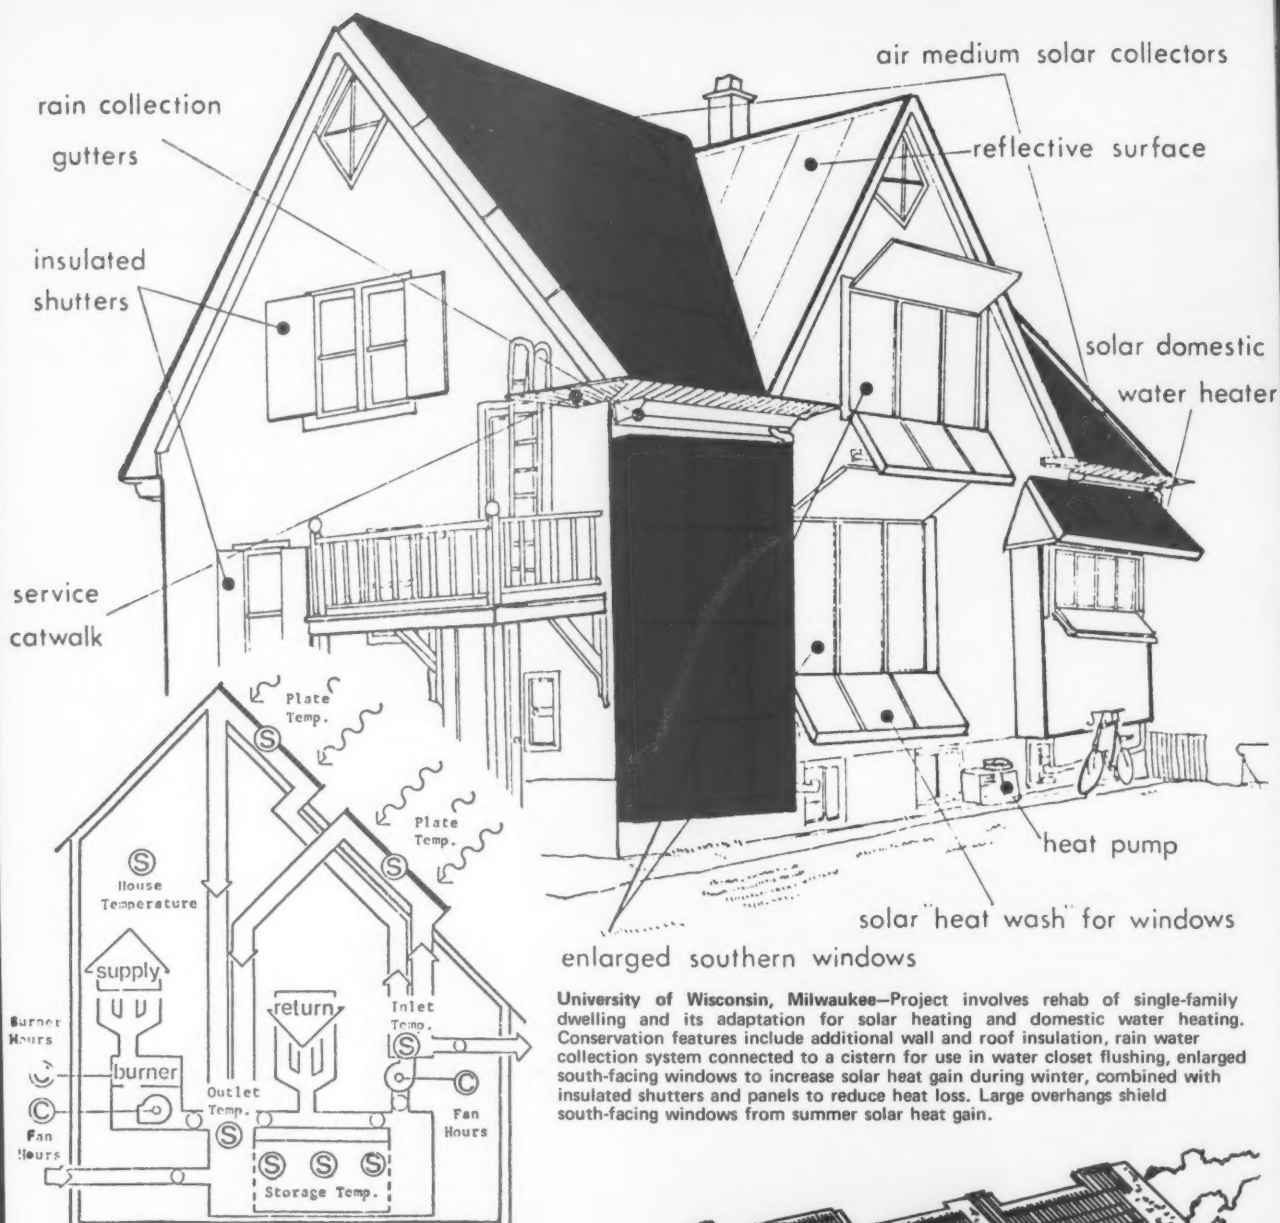 air medium solar collectors
rain collection
gutters
reflective surface
insulated
shutters
solar domestic
water heater
service
catwalk
heat pump
solar "heat wash" for windows
enlarged southern windows
Plate
Temp.
Plate
Temp.
S
S
S
House
Temperature
supply
return
Inlet
Temp.
S
Burner
Hours
burner
C
C
C
Outlet
Temp.
S
Fan
Hours
Fan
Hours
S S S
Storage Temp.
University of Wisconsin, Milwaukee—Project involves rehab of single-family
dwelling and its adaptation for solar heating and domestic water heating.
Conservation features include additional wall and roof insulation, rain water
collection system connected to a cistern for use in water closet flushing, enlarged
south-facing windows to increase solar heat gain during winter, combined with
insulated shutters and panels to reduce heat loss. Large overhangs shield
south-facing windows from summer solar heat gain.